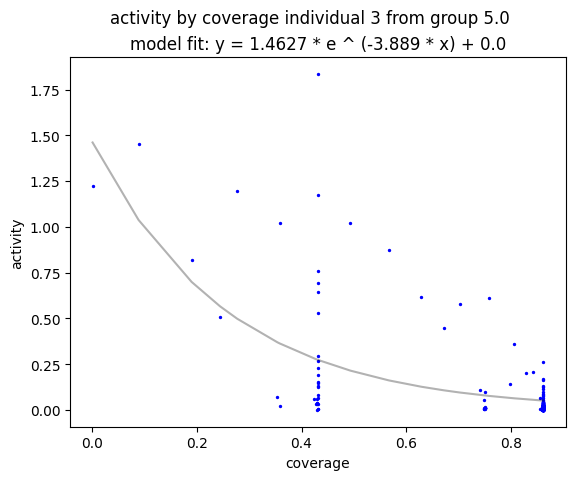 activity by coverage individual 3 from group 5.0
model fit: y = 1.4627 * e ^ (-3.889 * x) + 0.0
1.75
1.50
1.25
1.00
0.75
0.50
0.25
0.00
activity
0.0 0.2 0.4 0.6 0.8
coverage